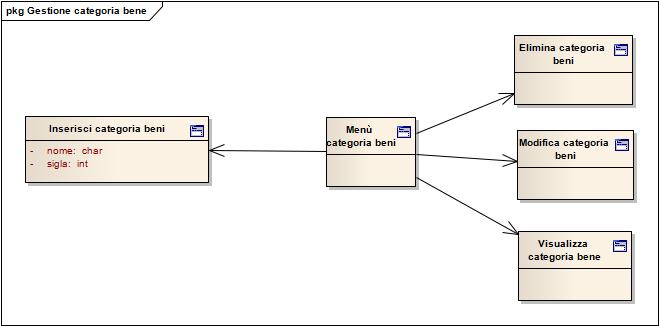 pkg Gestione categoria bene
Inserisci categoria beni
- nome: char
- sigla: int
Menù
categoria beni
Elimina categoria
beni
Modifica categoria
beni
Visualizza
categoria bene